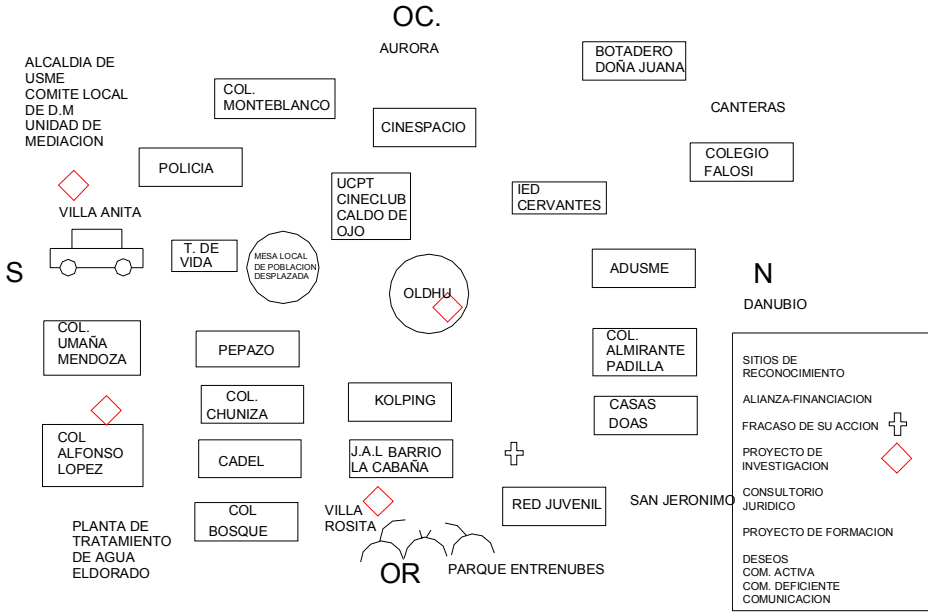 OC.
AURORA
ALCALDIA DE
USME
COMITE LOCAL
DE D.M
UNIDAD DE
MEDIACION
COL.
MONTEBLANCO
CINESPACIO
BOTADERO
DOÑA JUANA
CANTERAS
POLICIA
COLEGIO
FALOSI
UCPT
CINECLUB
CALDO DE
OJO
IED
CERVANTES
VILLA ANITA
T. DE
VIDA
MESA LOCAL
DE POBLACION
DESPLAZADA
OLDHU
ADUSME
S
N
DANUBIO
COL.
UMAÑA
MENDOZA
PEPAZO
COL.
ALMIRANTE
PADILLA
COL.
CHUNIZA
KOLPING
CASAS
DOAS
COL
ALFONSO
LOPEZ
CADEL
J.A.L BARRIO
LA CABAÑA
COL
BOSQUE
VILLA
ROSITA
RED JUVENIL
SAN JERONIMO
PLANTA DE
TRATAMIENTO
DE AGUA
ELDORADO
OR
PARQUE ENTRENUBES
SITIOS DE
RECONOCIMIENTO
ALIANZA-FINANCIACION
FRACASO DE SU ACCION
PROYECTO DE
INVESTIGACION
CONSULTORIO
JURIDICO
PROYECTO DE FORMACION
DESEOS
COM. ACTIVA
COM. DEFICIENTE
COMUNICACION